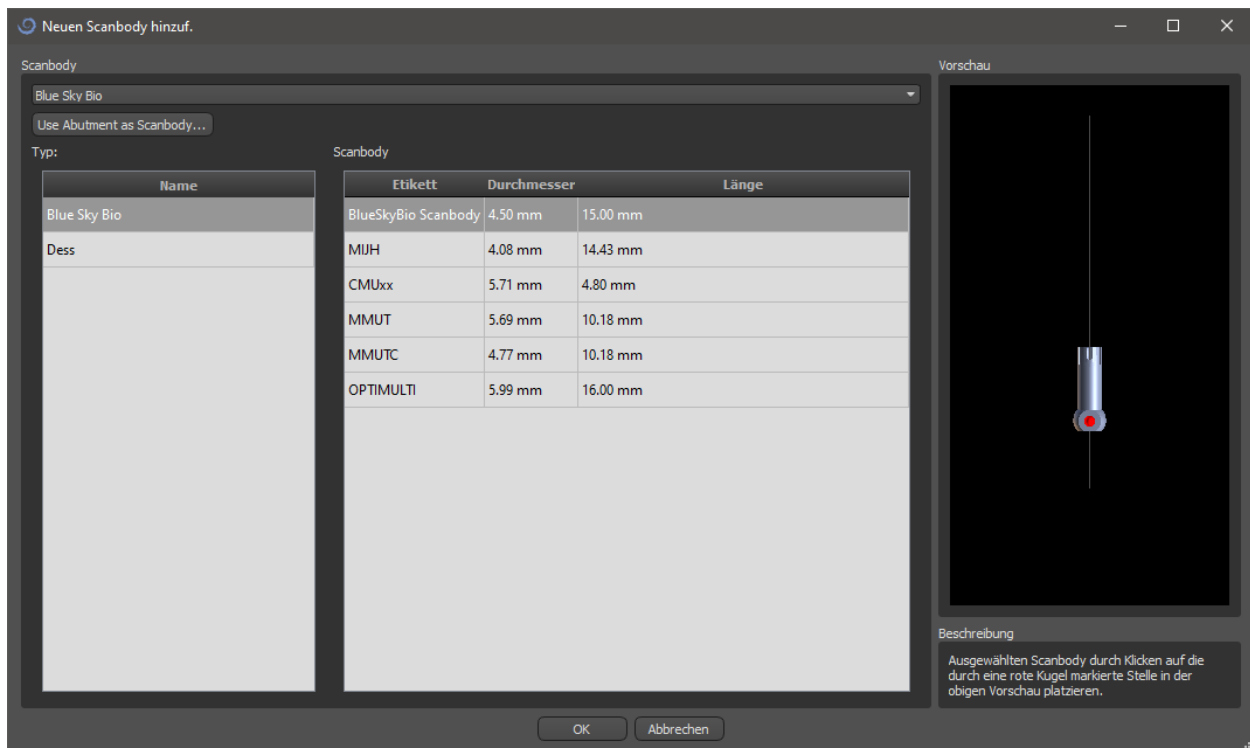 Neuen Scanbody hinzuf.
Scanbody
Blue Sky Bio
Use Abutment as Scanbody...
Typ:
Name
Blue Sky Bio
Dess
Scanbody
Etikett Durchmesser Länge
BlueSkyBio Scanbody 4.50 mm 15.00 mm
MIJH 4.08 mm 14.43 mm
CMUxx 5.71 mm 4.80 mm
MMUT 5.69 mm 10.18 mm
MMUTC 4.77 mm 10.18 mm
OPTIMULTI 5.99 mm 16.00 mm
Vorschau
Beschreibung
Ausgewählten Scanbody durch Klicken auf die
durch eine rote Kugel markierte Stelle in der
obigen Vorschau platzieren.
OK Abbrechen